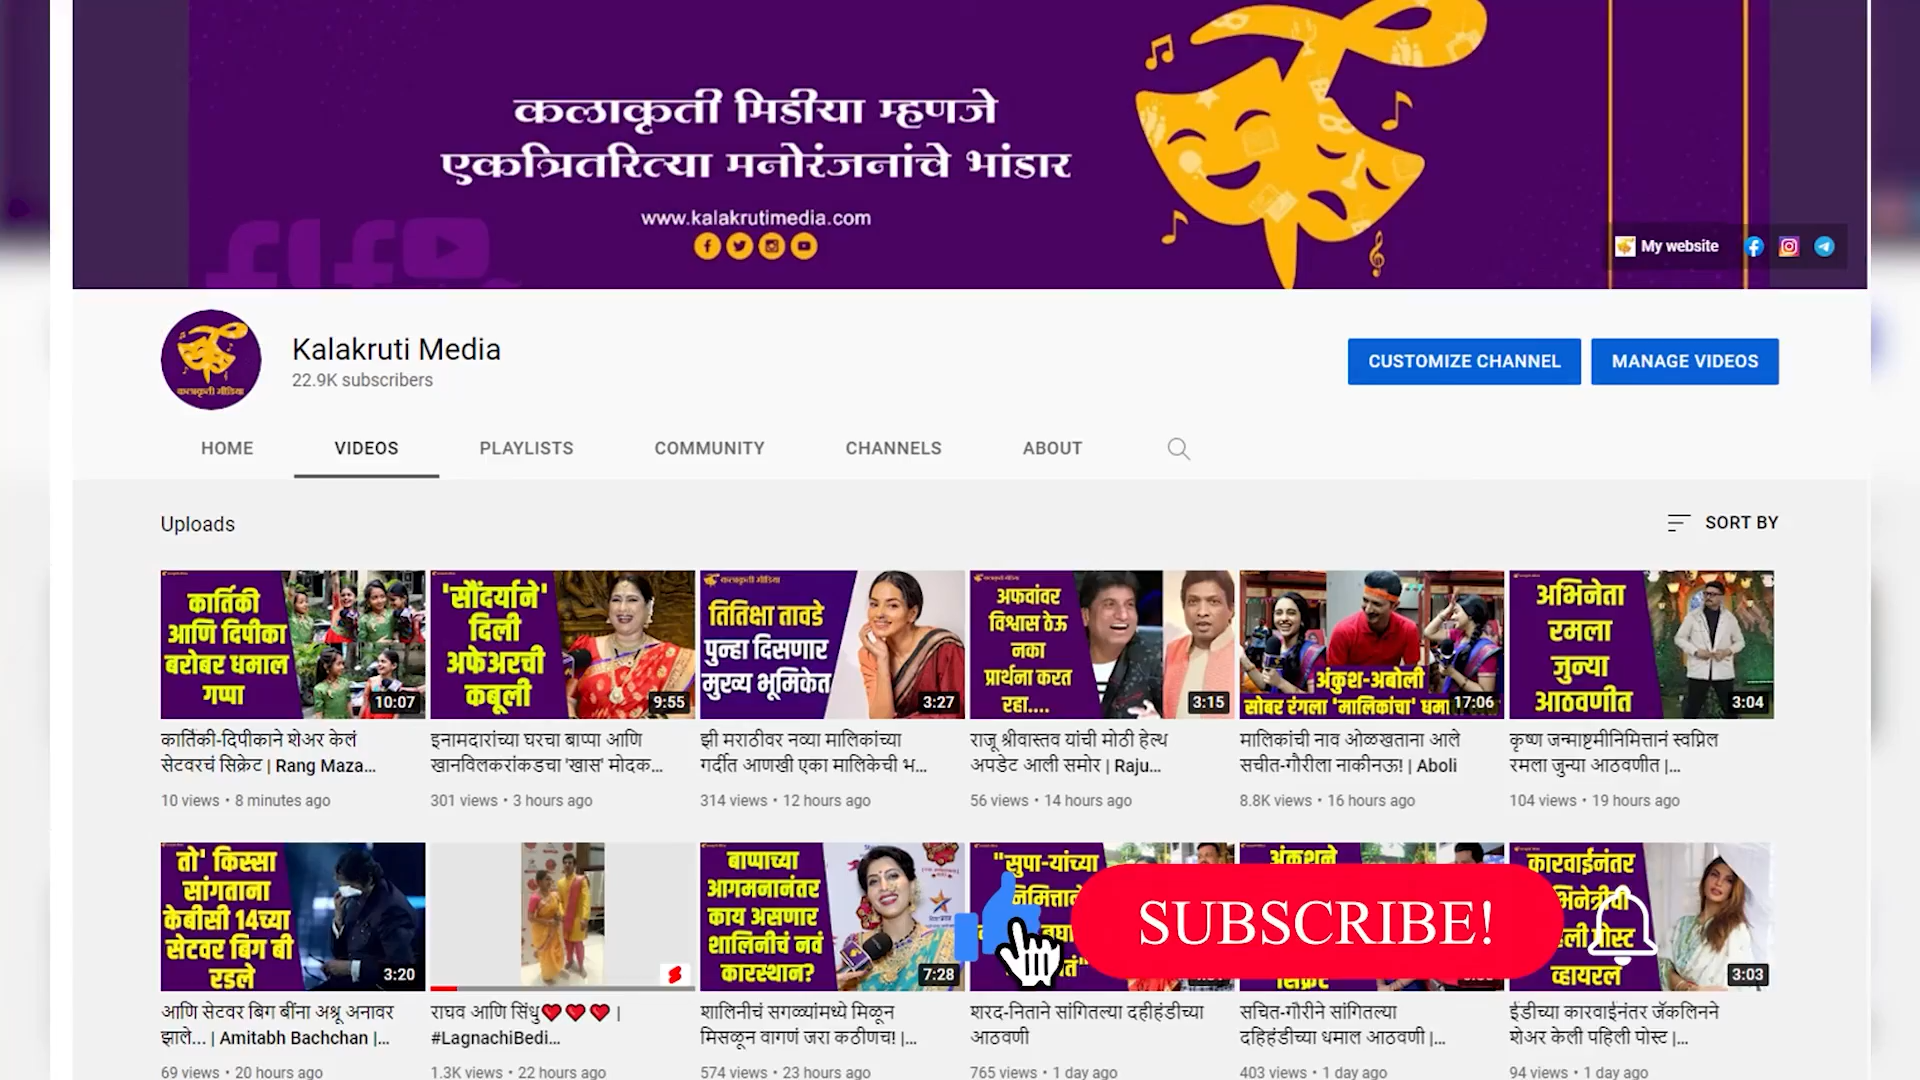 कलाकृती मिडीया म्हणजे
एकत्रितरित्या मनोरंजनांचे भांडार
www.kalakrutimedia.com
My website
कलाकृती मीडिया
Kalakruti Media
22.9K subscribers
CUSTOMIZE CHANNEL
MANAGE VIDEOS
HOME
VIDEOS
PLAYLISTS
COMMUNITY
CHANNELS
ABOUT
Uploads
SORT BY
कार्तिकी
आणि दिपीका
बरोबर धमाल
गप्पा
10:07
कार्तिकी-दिपीकाने शेअर केलं
सेटवरचं सिक्रेट | Rang Maza...
10 views • 8 minutes ago
'सौंदर्याने'
दिली
अफेअरची
कबूली
9:55
इनामदारांच्या घरचा बाप्पा आणि
खानविलकरांकडचा 'खास' मोदक...
301 views • 3 hours ago
कलाकृती मीडिया
तितिक्षा तावडे
पुन्हा दिसणार
मुख्य भूमिकेत
3:27
झी मराठीवर नव्या मालिकांच्या
गर्दीत आणखी एका मालिकेची भ...
314 views • 12 hours ago
कलाकृती मीडिया
अफवांवर
विश्वास ठेऊ
नका
प्रार्थना करत
रहा....
3:15
राजू श्रीवास्तव यांची मोठी हेल्थ
अपडेट आली समोर | Raju...
56 views • 14 hours ago
अंकुश-अबोली
सोबर रंगला 'मालिकांचा' धमा
17:06
मालिकांची नाव ओळखताना आले
सचीत-गौरीला नाकीनऊ! | Aboli
8.8K views • 16 hours ago
अभिनेता
रमला
जुन्या
आठवणीत
3:04
कृष्ण जन्माष्टमीनिमित्तानं स्वप्निल
रमला जुन्या आठवणीत |...
104 views • 19 hours ago
तो' किस्सा
सांगताना
केबीसी 14च्या
सेटवर बिग बी
रडले
3:20
आणि सेटवर बिग बींना अश्रू अनावर
झाले... | Amitabh Bachchan |...
69 views • 20 hours ago
राघव आणि सिंधु❤❤❤ |
#LagnachiBedi...
1.3K views • 22 hours ago
बाप्पाच्या
आगमनानंतर
काय असणार
शालिनीचं नवं
कारस्थान?
7:28
शालिनीचं सगळ्यांमध्ये मिळून
मिसळून वागणं जरा कठीणच! |...
574 views • 23 hours ago
"सुपा-यांच्या
शरद-निताने सांगितल्या दहीहंडीच्या
आठवणी
765 views • 1 day ago
अंकुशने
सचित-गौरीने सांगितल्या
दहिहंडीच्या धमाल आठवणी |...
403 views • 1 day ago
कारवाईनंतर
व्हायरल
3:03
ईडीच्या कारवाईनंतर जॅकलिनने
शेअर केली पहिली पोस्ट |...
94 views • 1 day ago
SUBSCRIBE!